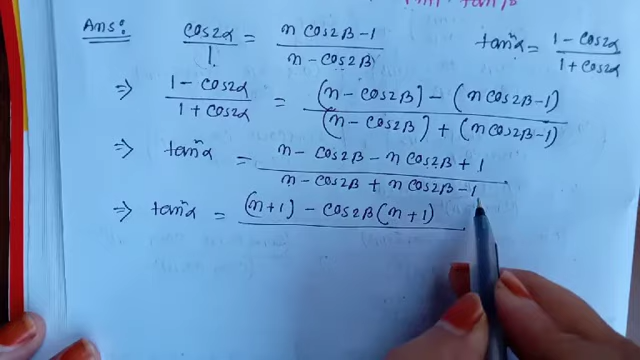 Ans: cos2α/1 = n cos2β-1/n - cos2β tan²α = 1 - cos2α/1 + cos2α
⇒ 1 - cos2α/1 + cos2α = (n - cos2β) - (n cos2β-1)/(n - cos2β) + (n cos2β-1)
⇒ tan²α = n - cos2β - n cos2β + 1/n - cos2β + n cos2β - 1
⇒ tan²α = (n+1) - cos2β(n+1)